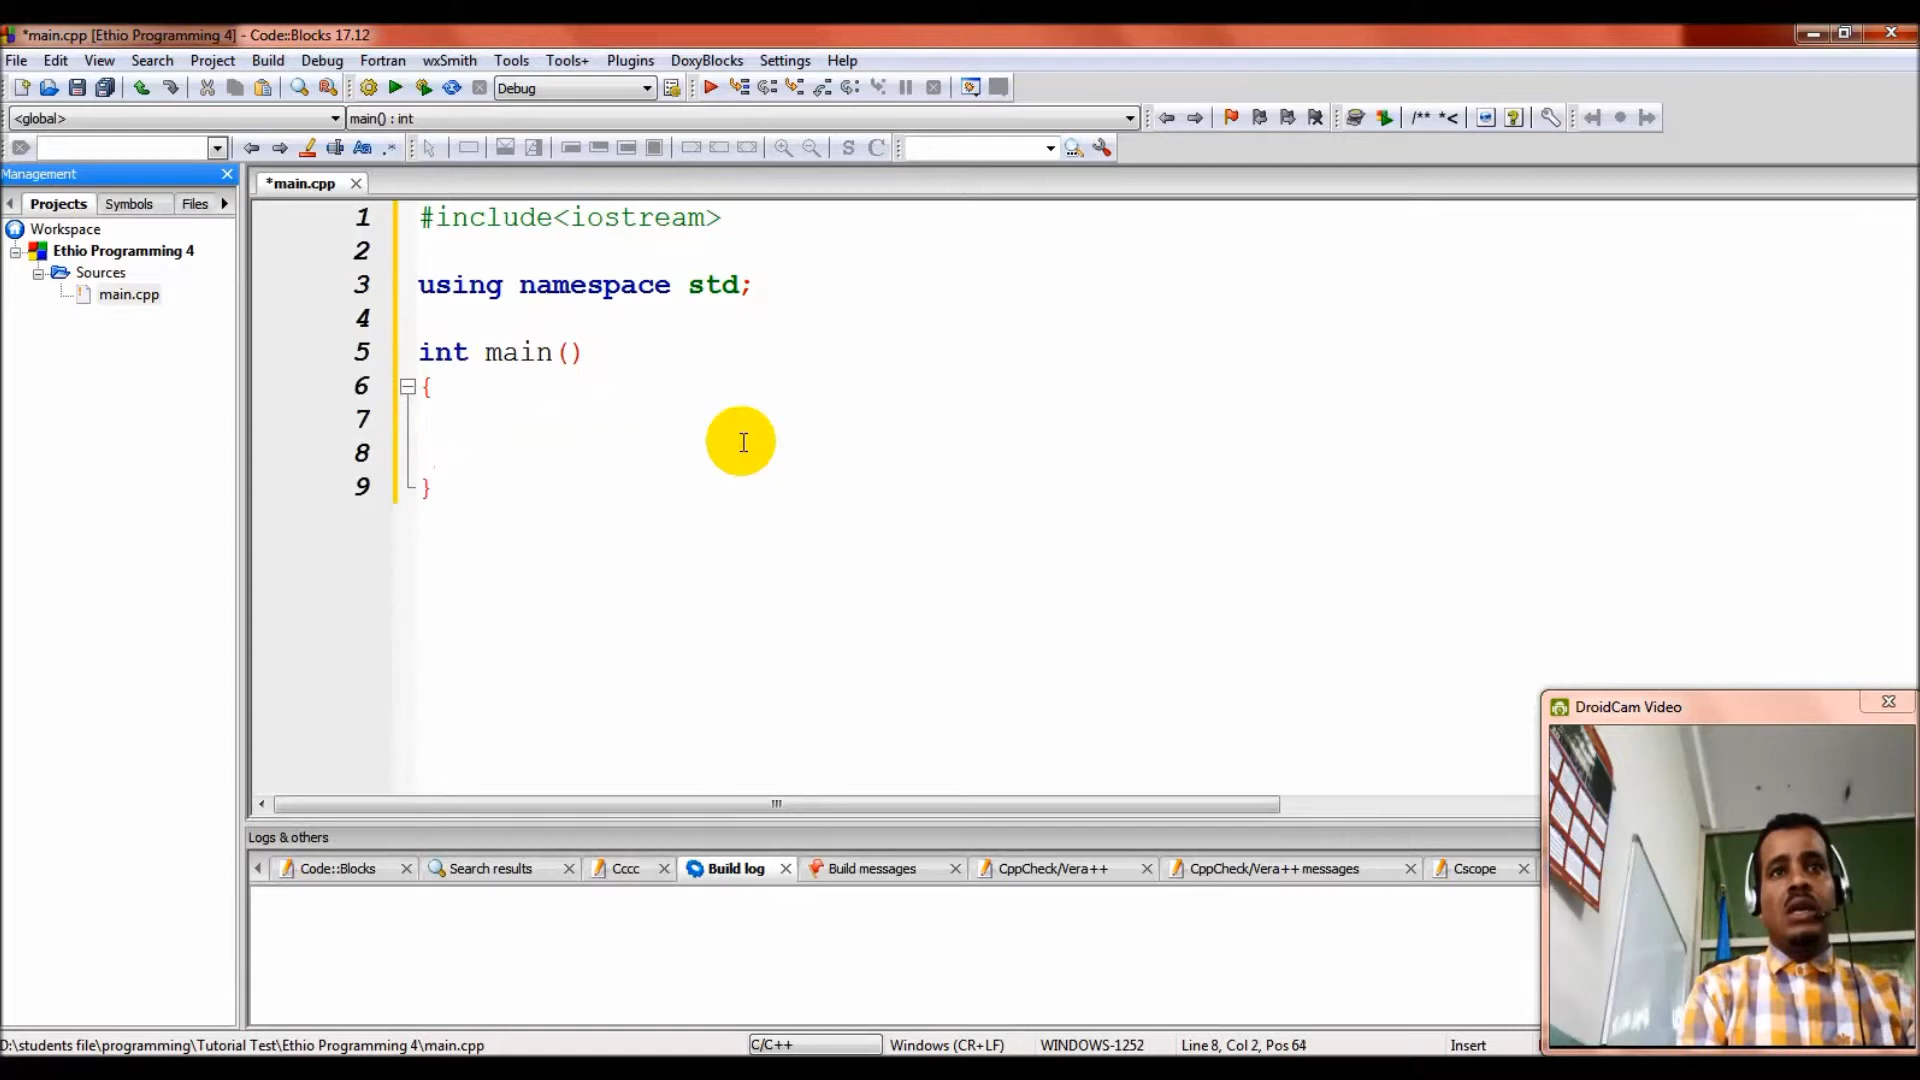 *main.cpp [Ethio Programming 4] - Code::Blocks 17.12
File Edit View Search Project Build Debug Fortran wxSmith Tools Tools+ Plugins DoxyBlocks Settings Help
Debug
<global> main() : int /** *<
Aa .* S C
Management
*main.cpp
Projects Symbols Files
Workspace
Ethio Programming 4
Sources
main.cpp
1 #include<iostream>
2
3 using namespace std;
4
5 int main()
6 {
7
8
9 }
DroidCam Video
Logs & others
Code::Blocks Search results Cccc Build log Build messages CppCheck/Vera++ CppCheck/Vera++ messages Cscope
D:\students file\programming\Tutorial Test\Ethio Programming 4\main.cpp C/C++ Windows (CR+LF) WINDOWS-1252 Line 8, Col 2, Pos 64 Insert